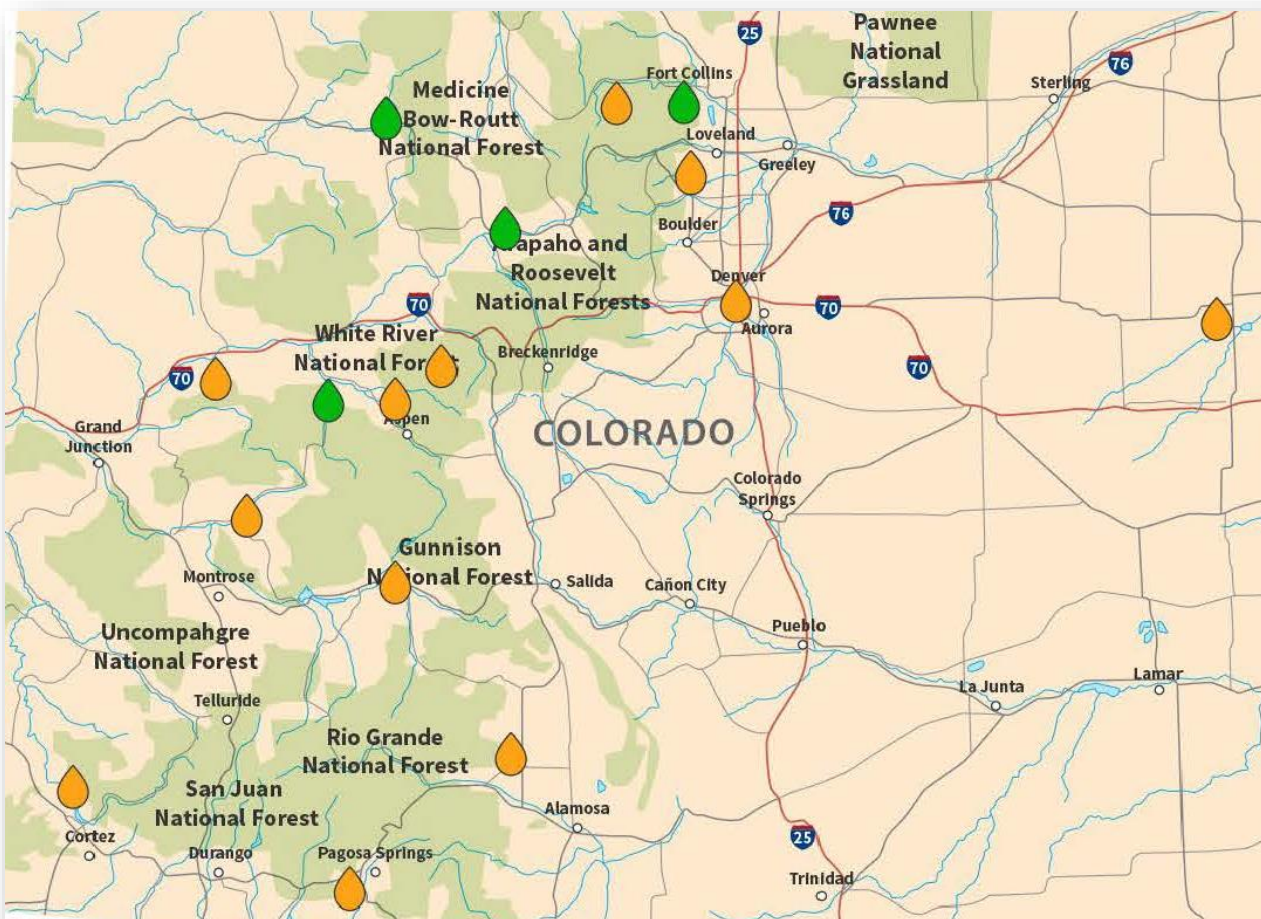 Pawnee
National
Grassland
25
76
Fort Collins
Sterling
Medicine
Bow-Routt
National Forest
Loveland
Greeley
76
Boulder
Arapaho and
Roosevelt
National Forests
Denver
70
70
Aurora
White River
National Forest
Breckenridge
70
70
Aspen
Grand
Junction
COLORADO
Colorado
Springs
Gunnison
National Forest
Montrose
Salida
Cañon City
Uncompahgre
National Forest
Pueblo
Telluride
La Junta
Lamar
Rio Grande
National Forest
San Juan
National Forest
Alamosa
Cortez
Durango
Pagosa Springs
25
Trinidad